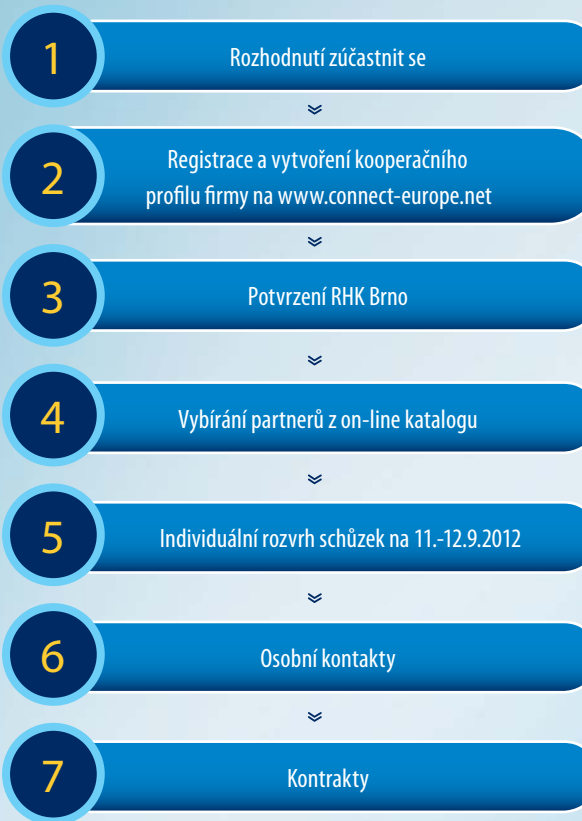 1
Rozhodnutí zúčastnit se
2
Registrace a vytvoření kooperačního
profilu firmy na www.connect-europe.net
3
Potvrzení RHK Brno
4
Vybírání partnerů z on-line katalogu
5
Individuální rozvrh schůzek na 11.-12.9.2012
6
Osobní kontakty
7
Kontrakty